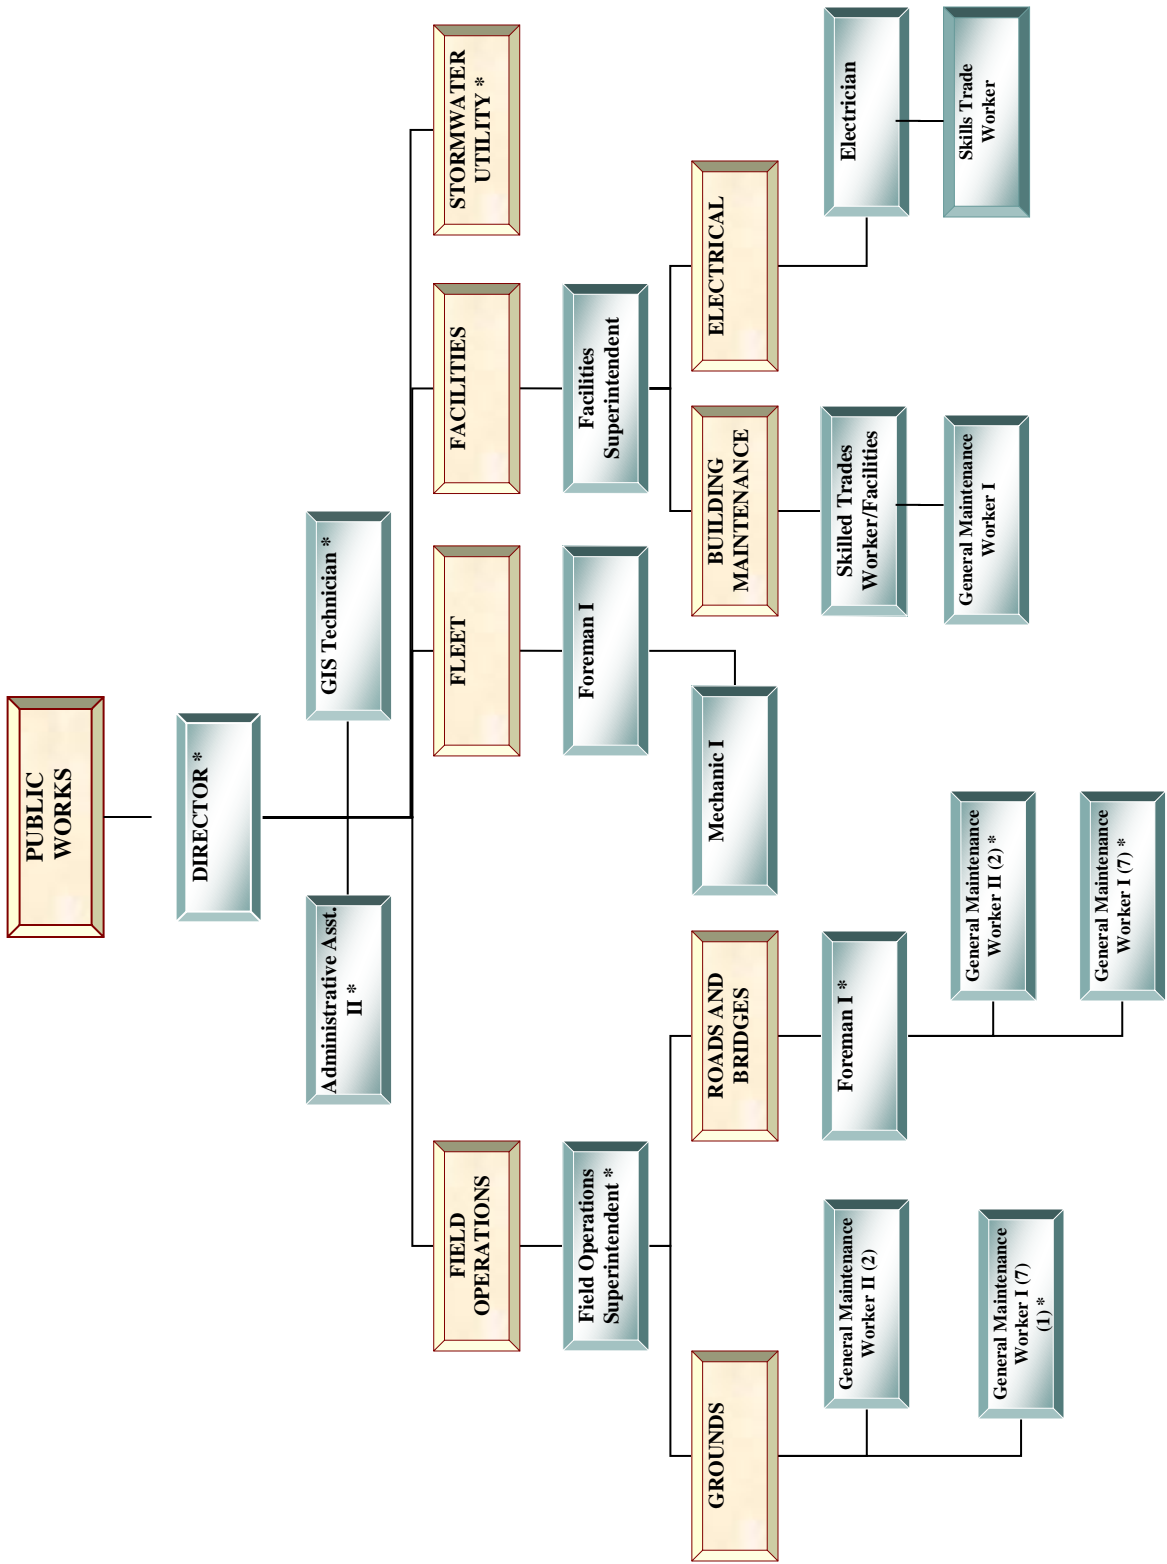 PUBLIC
WORKS
DIRECTOR *
Administrative Asst.
II *
GIS Technician *
FIELD
OPERATIONS
FLEET
FACILITIES
STORMWATER
UTILITY *
Field Operations
Superintendent *
Foreman I
Facilities
Superintendent
GROUNDS
ROADS AND
BRIDGES
Mechanic I
BUILDING
MAINTENANCE
ELECTRICAL
General Maintenance
Worker II (2)
Foreman I *
Skilled Trades
Worker/Facilities
Electrician
General Maintenance
Worker I (7)
(1) *
General Maintenance
Worker II (2) *
General Maintenance
Worker I
Skills Trade
Worker
General Maintenance
Worker I (7) *